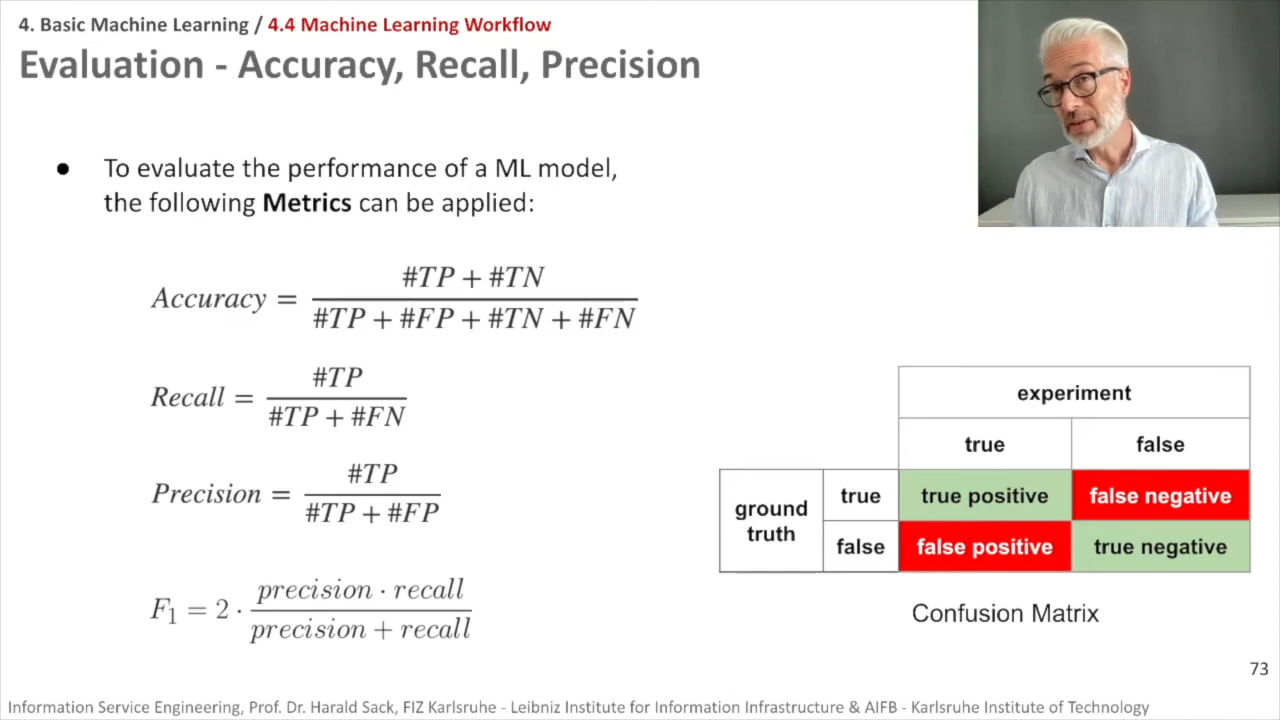 4. Basic Machine Learning / 4.4 Machine Learning Workflow
Evaluation - Accuracy, Recall, Precision
● To evaluate the performance of a ML model,
the following Metrics can be applied:
Accuracy = (#TP + #TN) / (#TP + #FP + #TN + #FN)
Recall = #TP / (#TP + #FN)
Precision = #TP / (#TP + #FP)
F₁ = 2 · (precision · recall) / (precision + recall)
experiment
true false
ground truth
true true positive false negative
false false positive true negative
Confusion Matrix
73
Information Service Engineering, Prof. Dr. Harald Sack, FIZ Karlsruhe - Leibniz Institute for Information Infrastructure & AIFB - Karlsruhe Institute of Technology